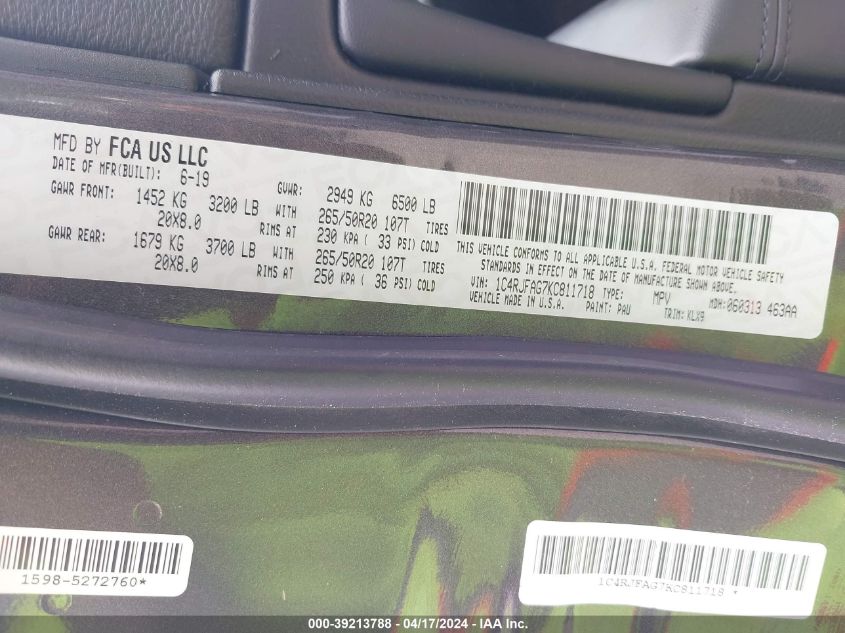 MFD BY FCA US LLC
DATE OF MFR(BUILT): 6-19
GVWR: 2949 KG 6500 LB
GAWR FRONT: 1452 KG 3200 LB WITH 265/50R20 107T TIRES
20X8.0 RIMS AT 230 KPA ( 33 PSI) COLD
GAWR REAR: 1679 KG 3700 LB WITH 265/50R20 107T TIRES
20X8.0 RIMS AT 250 KPA ( 36 PSI) COLD
THIS VEHICLE CONFORMS TO ALL APPLICABLE U.S.A. FEDERAL MOTOR VEHICLE SAFETY
STANDARDS IN EFFECT ON THE DATE OF MANUFACTURE SHOWN ABOVE.
VIN: 1C4RJFAG7KC811718 TYPE: MPV MDH:060313 463AA
VEHICLE MADE IN U.S.A. PAINT: PAU TRIM:KLX9
1598-5272760*
1C4RJFAG7KC811718 *
000-39213788 - 04/17/2024 - IAA Inc.